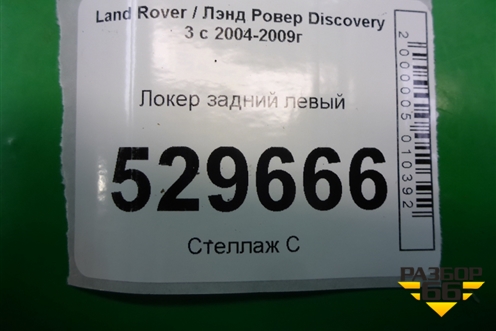 Land Rover / Лэнд Ровер Discovery
3 с 2004-2009г
Локер задний левый
529666
Стеллаж С
2000005010392
РАЗБОР
66